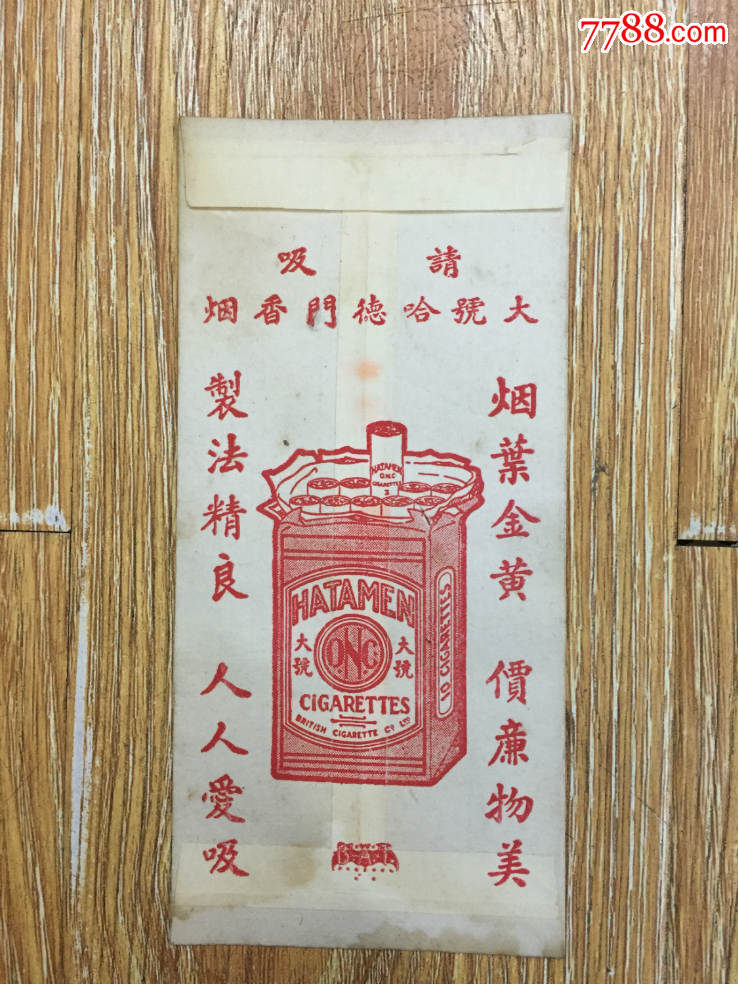 7788.com
請吸
大號哈德門香烟
烟葉金黄 價廉物美
製法精良 人人愛吸
HATAMEN
O.N.C
CIGARETTES
HATAMEN
大號
O.N.C.
大號
CIGARETTES
BRITISH CIGARETTE Cº Lᵀᴰ
10 CIGARETTES